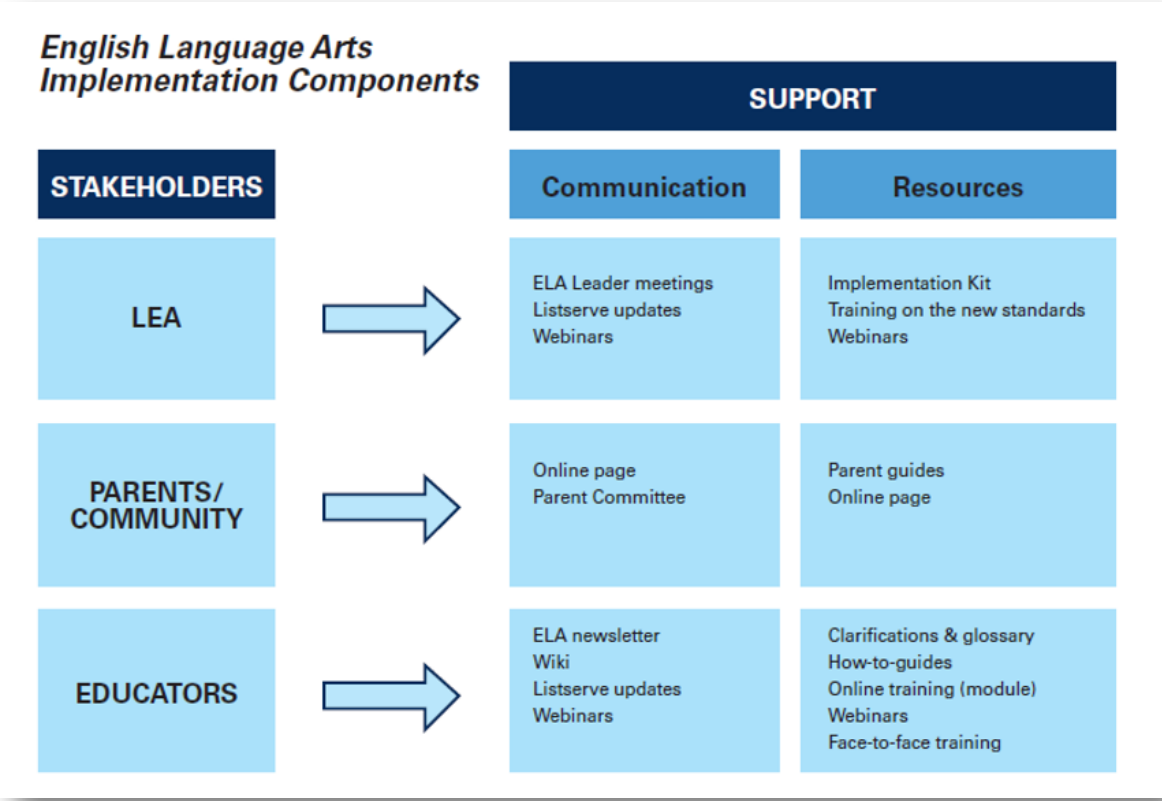 English Language Arts
Implementation Components
SUPPORT
STAKEHOLDERS
Communication
Resources
LEA
ELA Leader meetings
Listserve updates
Webinars
Implementation Kit
Training on the new standards
Webinars
PARENTS/
COMMUNITY
Online page
Parent Committee
Parent guides
Online page
EDUCATORS
ELA newsletter
Wiki
Listserve updates
Webinars
Clarifications & glossary
How-to-guides
Online training (module)
Webinars
Face-to-face training